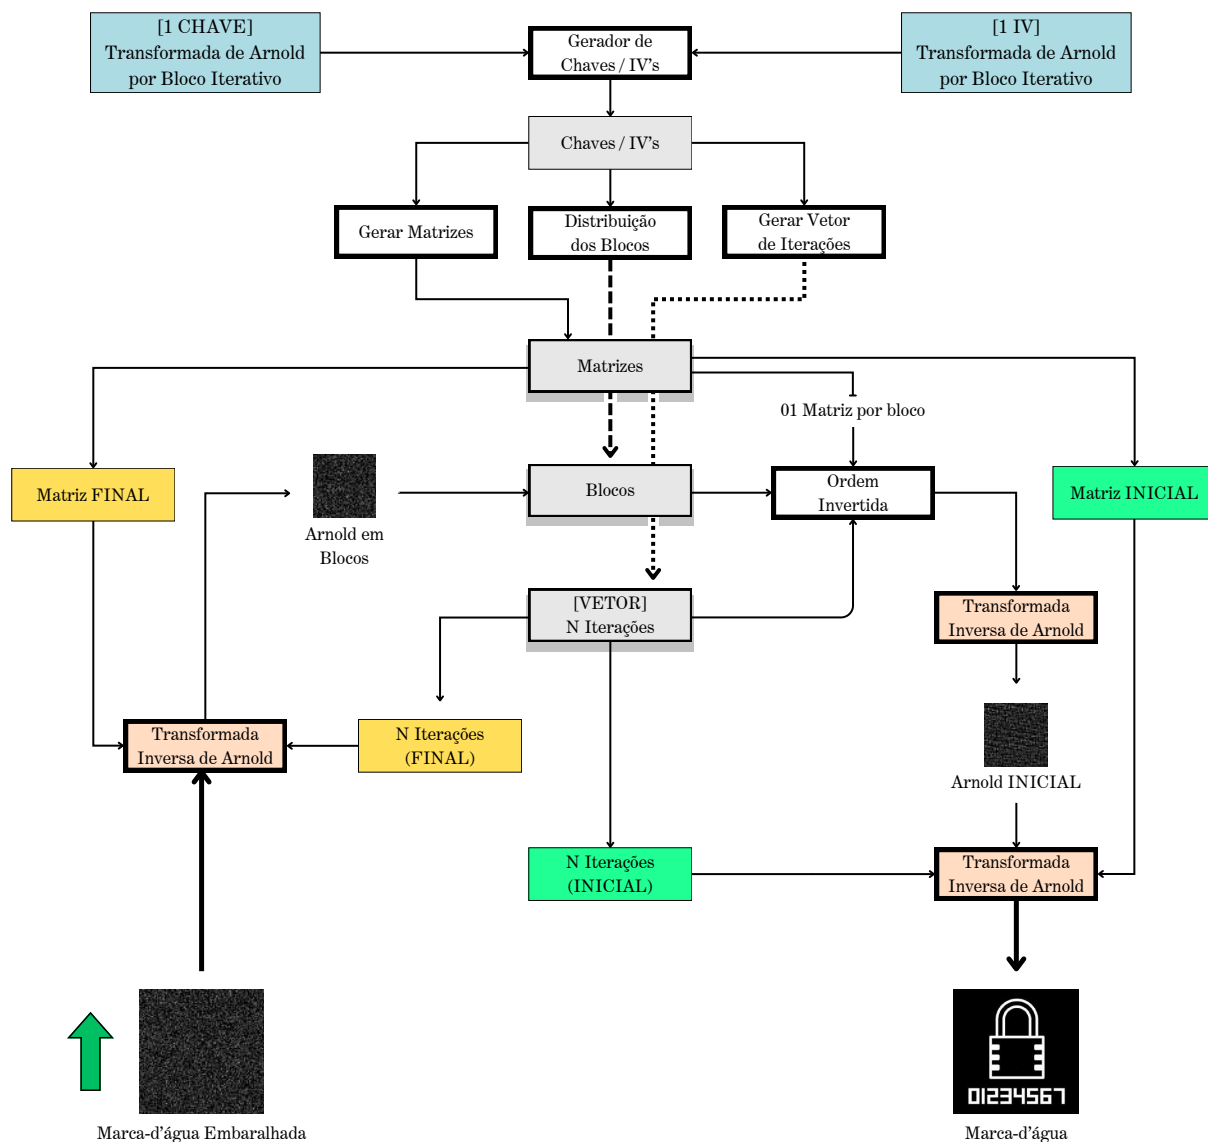 [1 CHAVE]
Transformada de Arnold
por Bloco Iterativo
Gerador de
Chaves / IV's
[1 IV]
Transformada de Arnold
por Bloco Iterativo
Chaves / IV's
Gerar Matrizes
Distribuição
dos Blocos
Gerar Vetor
de Iterações
Matrizes
01 Matriz por bloco
Matriz FINAL
Arnold em
Blocos
Blocos
Ordem
Invertida
Matriz INICIAL
[VETOR]
N Iterações
Transformada
Inversa de Arnold
Transformada
Inversa de Arnold
N Iterações
(FINAL)
Arnold INICIAL
N Iterações
(INICIAL)
Transformada
Inversa de Arnold
01234567
Marca-d'água Embaralhada
Marca-d'água